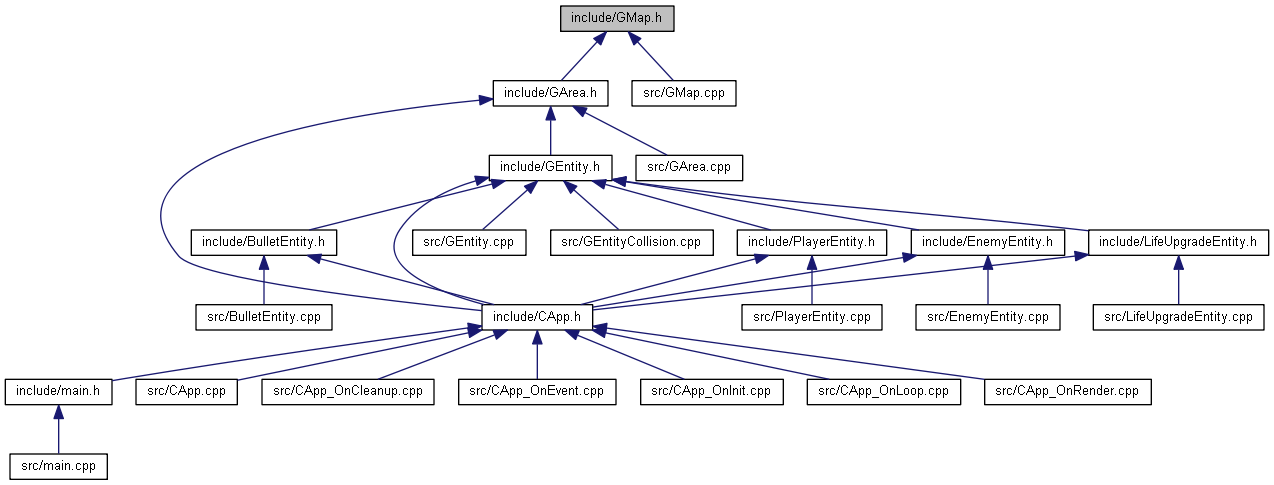 include/GMap.h
include/GArea.h
src/GMap.cpp
include/GEntity.h
src/GArea.cpp
include/BulletEntity.h
src/GEntity.cpp
src/GEntityCollision.cpp
include/PlayerEntity.h
include/EnemyEntity.h
include/LifeUpgradeEntity.h
src/BulletEntity.cpp
include/CApp.h
src/PlayerEntity.cpp
src/EnemyEntity.cpp
src/LifeUpgradeEntity.cpp
include/main.h
src/CApp.cpp
src/CApp_OnCleanup.cpp
src/CApp_OnEvent.cpp
src/CApp_OnInit.cpp
src/CApp_OnLoop.cpp
src/CApp_OnRender.cpp
src/main.cpp